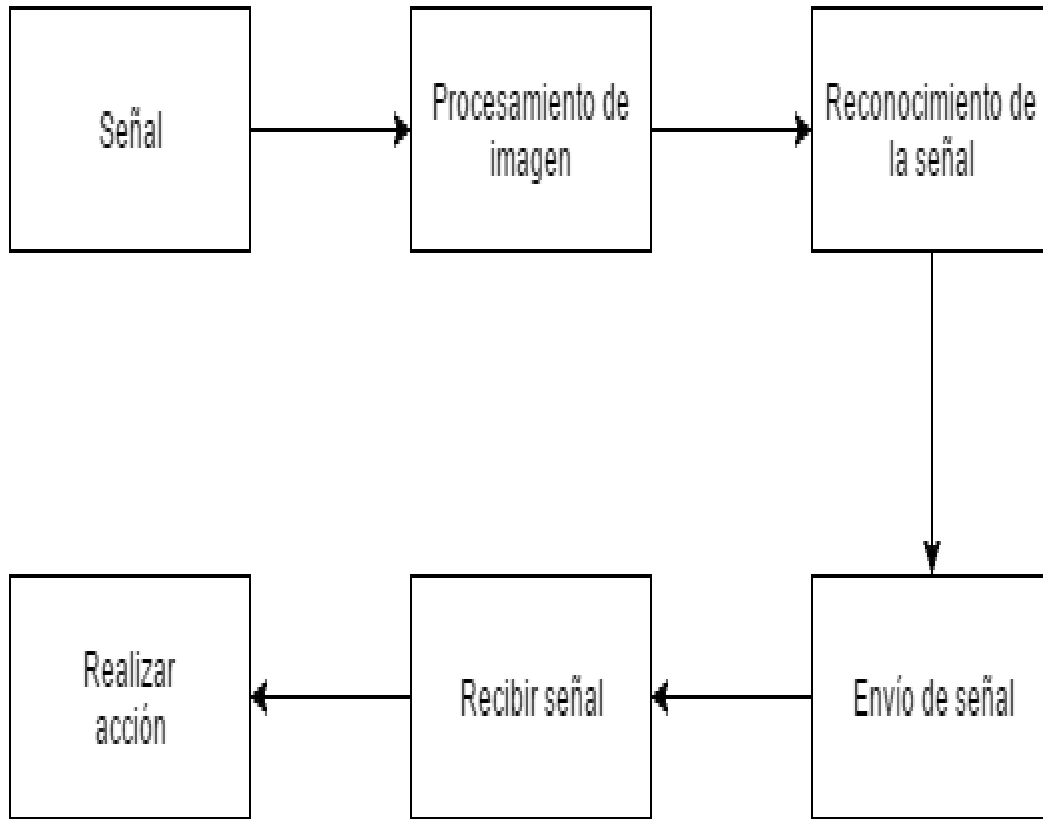 Señal
Procesamiento de
imagen
Reconocimiento de
la señal
Realizar
acción
Recibir señal
Envío de señal